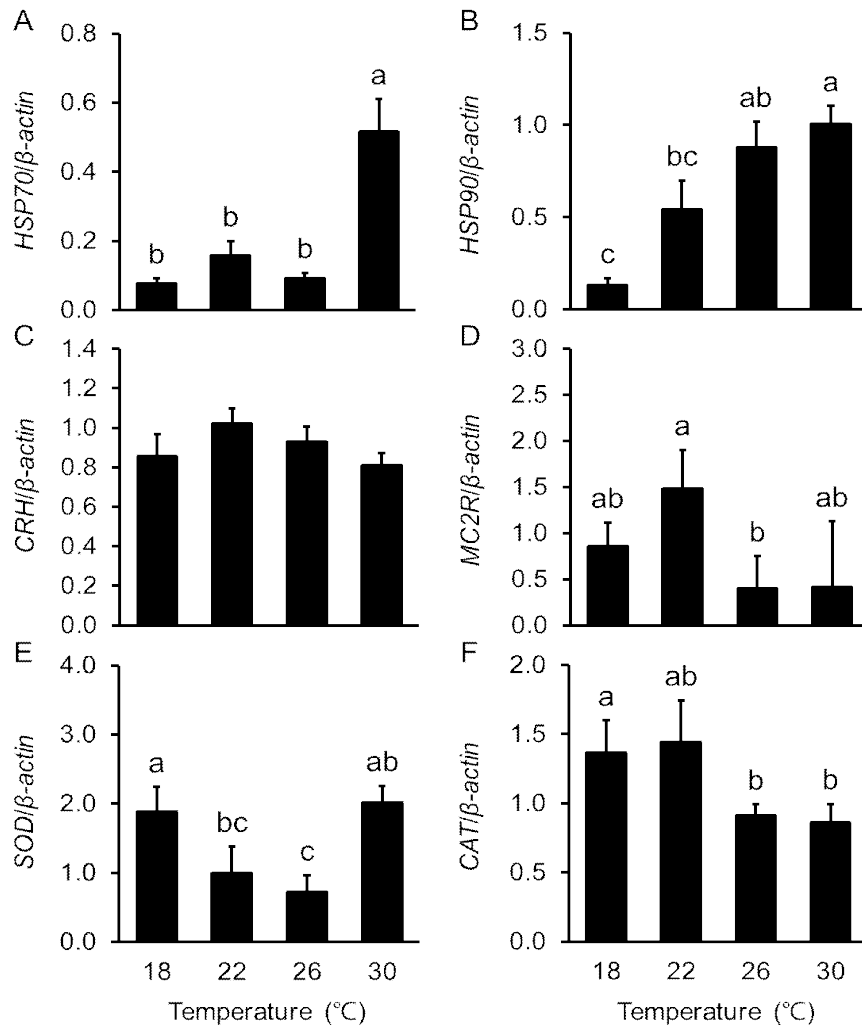 A
HSP70/β-actin
0.8
0.6
0.4
0.2
0.0
b
b
b
a
B
HSP90/β-actin
1.5
1.0
0.5
0.0
c
bc
ab
a
C
CRH/β-actin
1.4
1.2
1.0
0.8
0.6
0.4
0.2
0.0
D
MC2R/β-actin
3.0
2.5
2.0
1.5
1.0
0.5
0.0
ab
a
b
ab
E
SOD/β-actin
4.0
3.0
2.0
1.0
0.0
a
bc
c
ab
18 22 26 30
Temperature (℃)
F
CAT/β-actin
2.0
1.5
1.0
0.5
0.0
a
ab
b
b
18 22 26 30
Temperature (℃)